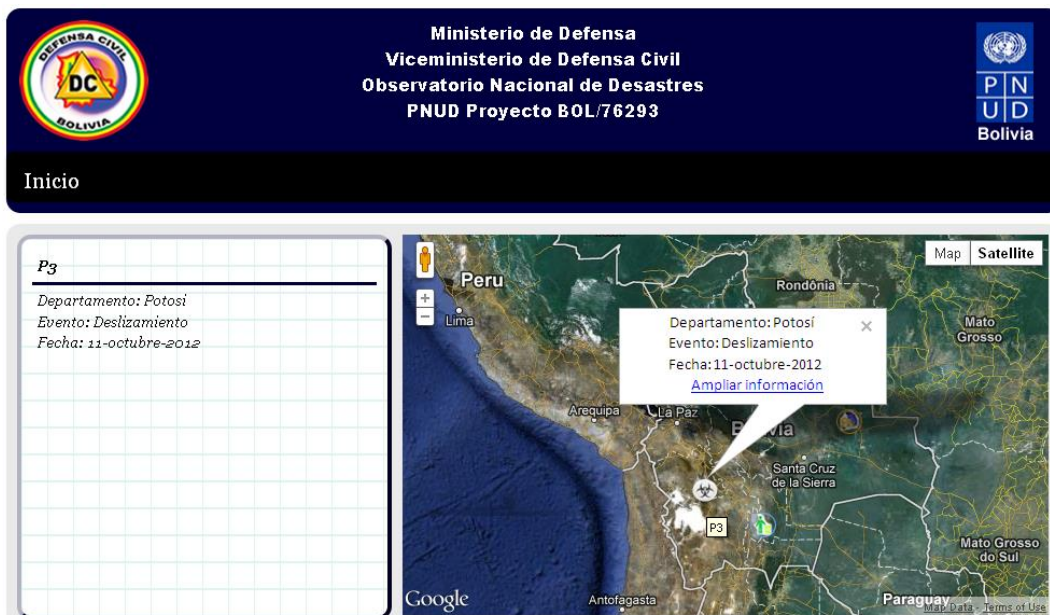 DEFENSA CIVIL
DC
BOLIVIA
Ministerio de Defensa
Viceministerio de Defensa Civil
Observatorio Nacional de Desastres
PNUD Proyecto BOL/76293
P N
U D
Bolivia
Inicio
P3
Departamento: Potosi
Evento: Deslizamiento
Fecha: 11-octubre-2012
Map
Satellite
Peru
Rondônia
Lima
Mato
Grosso
+
−
Departamento: Potosí
×
Evento: Deslizamiento
Fecha: 11-octubre-2012
Ampliar información
Arequipa
La Paz
Santa Cruz
de la Sierra
P3
Mato Grosso
do Sul
Google
Antofagasta
Paraguay
Map Data - Terms of Use